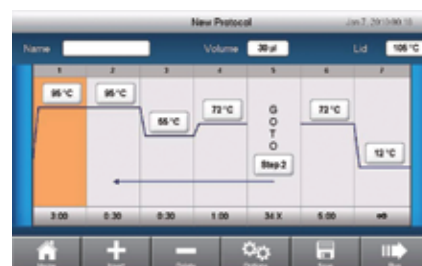 New Protocol
Name Volume 30 µl Lid 105 °C
1 2 3 4 5 6 7
95 °C 95 °C 55 °C 72 °C GOTO Step 2 72 °C 12 °C
3:00 0:30 0:30 1:00 34 X 5:00 ∞